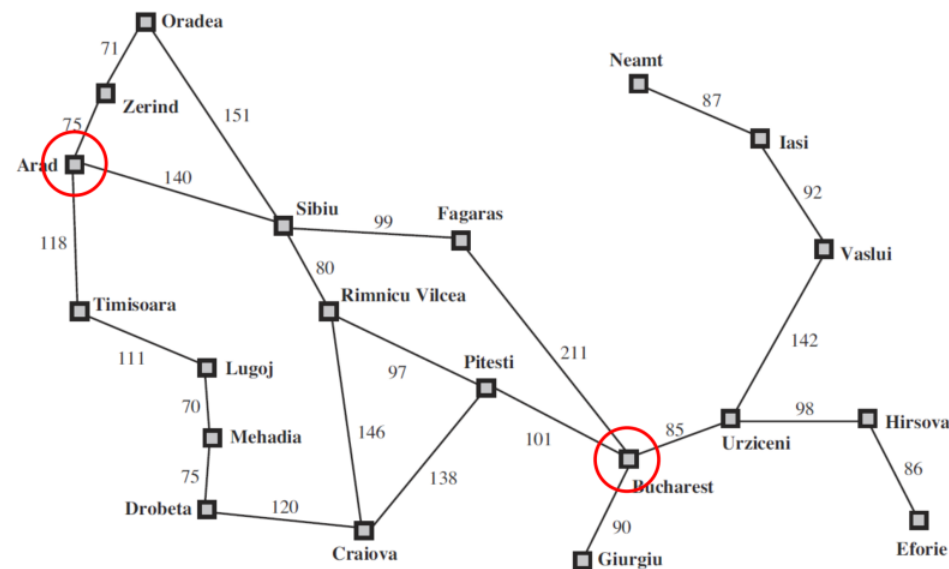 Oradea
71
Neamt
87
Zerind
75
151
Iasi
Arad
140
92
Sibiu
99
Fagaras
118
Vaslui
80
Timisoara
Rimnicu Vilcea
142
111
Lugoj
97
Pitesti
211
70
98
Hirsova
Mehadia
146
101
85
Urziceni
75
138
86
Bucharest
Drobeta
120
90
Craiova
Giurgiu
Eforie